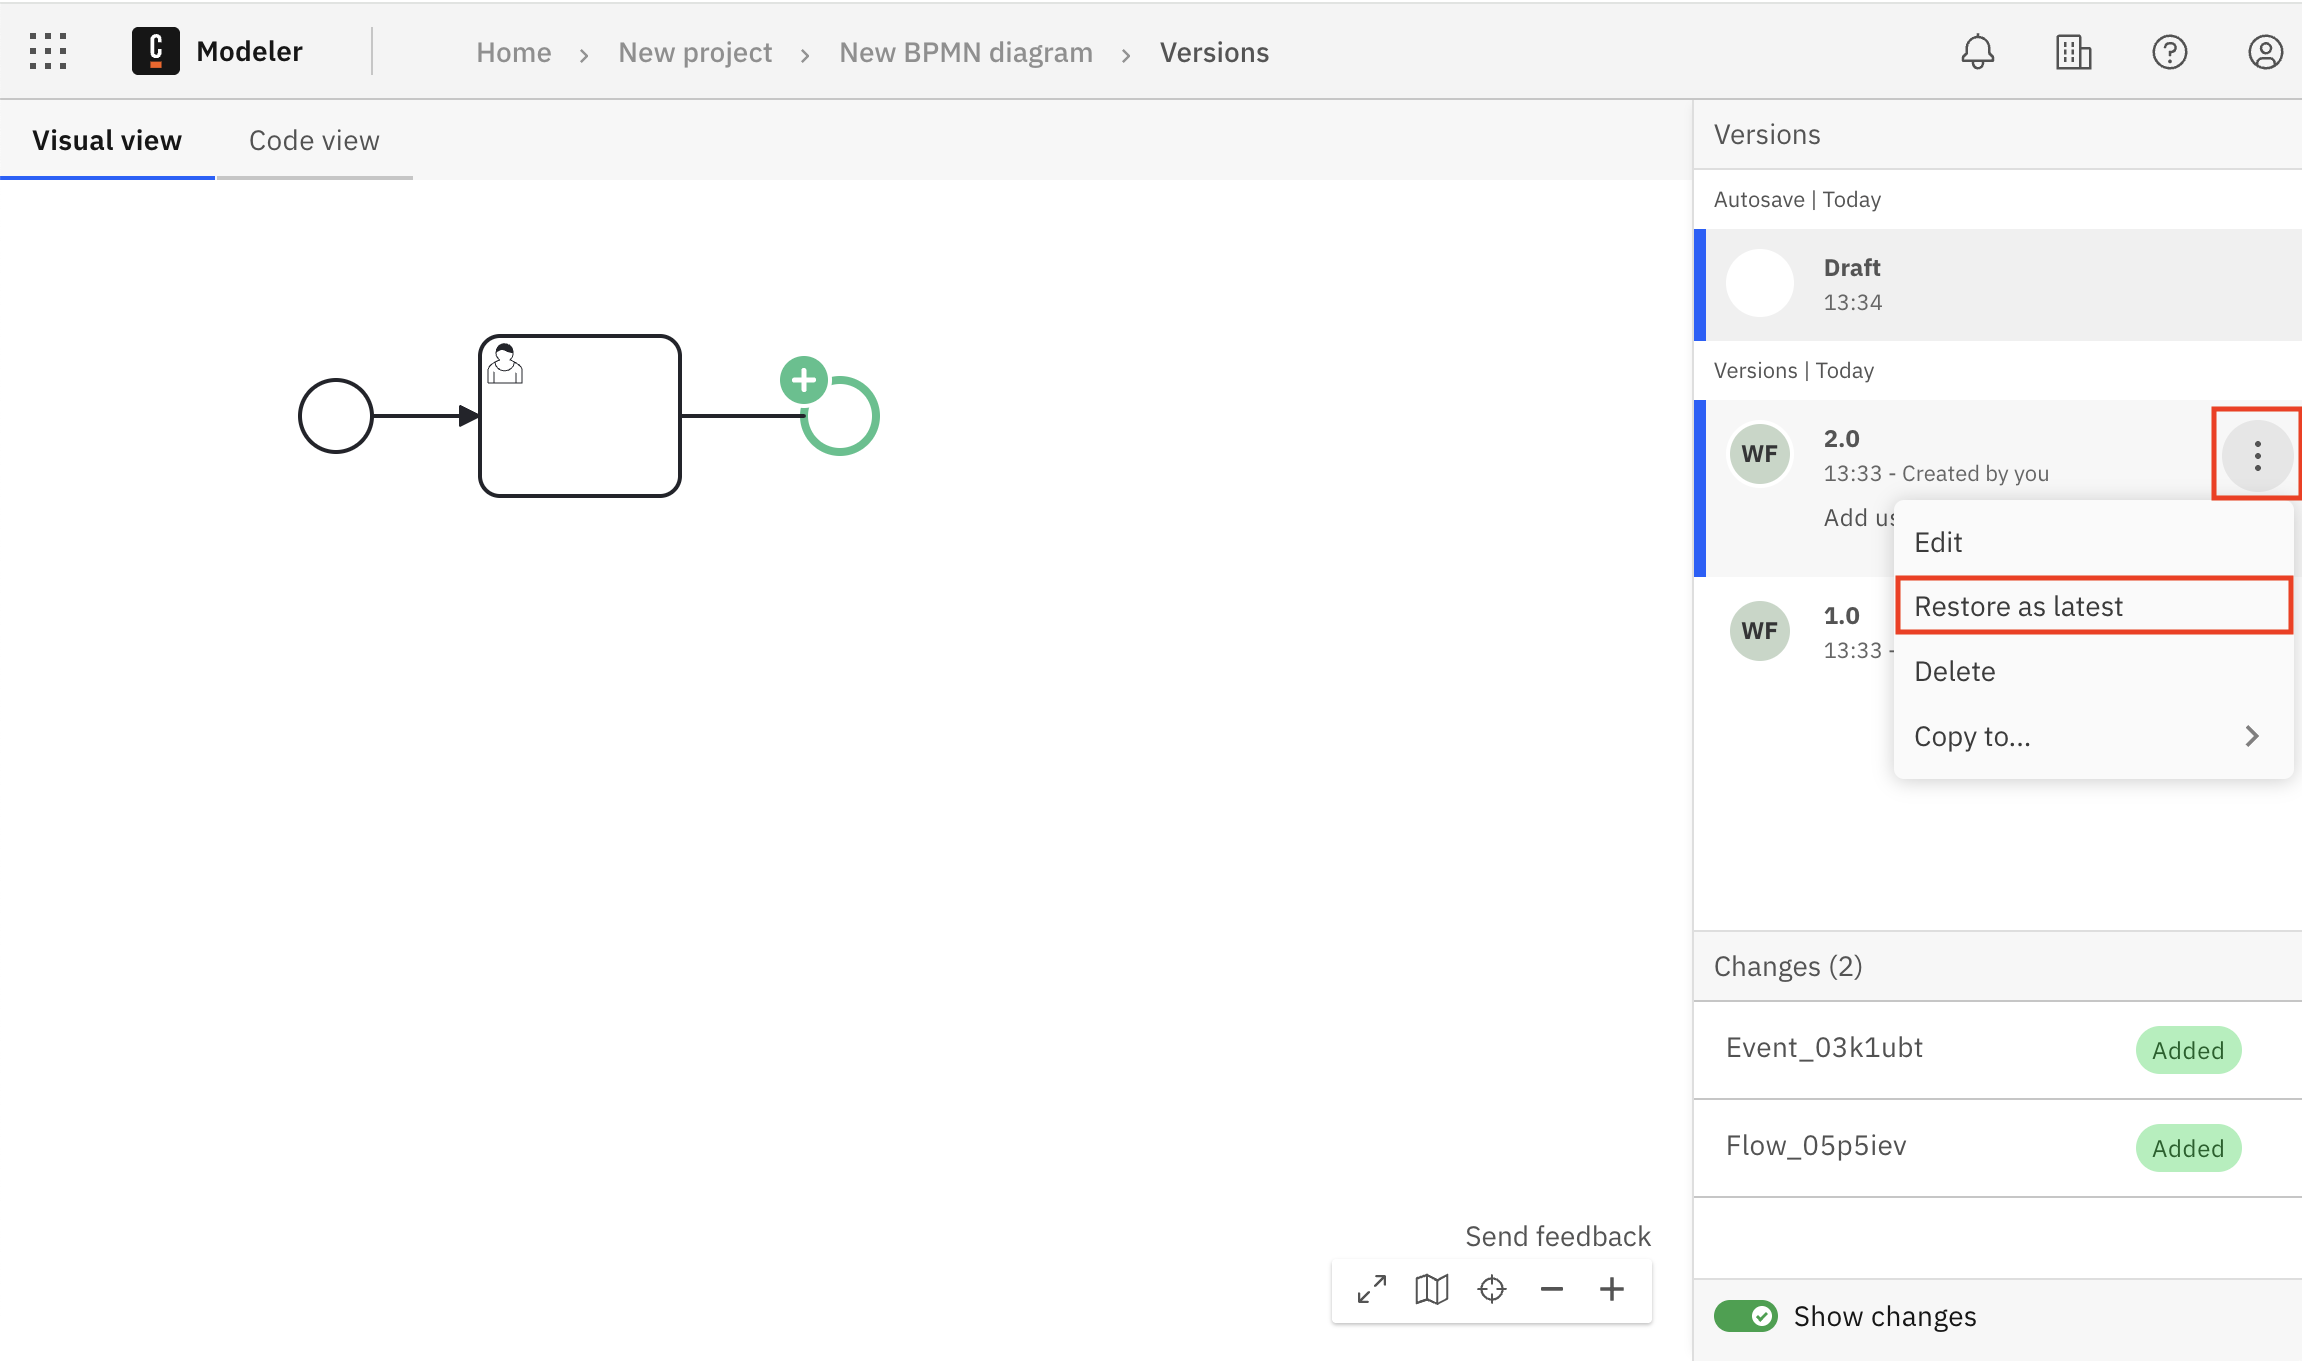 C Modeler
Home › New project › New BPMN diagram › Versions
Visual view
Code view
Versions
Autosave | Today
Draft
13:34
Versions | Today
WF
2.0
13:33 - Created by you
Add
Edit
Restore as latest
Delete
Copy to...
WF
1.0
13:33 -
Changes (2)
Event_03k1ubt
Added
Flow_05p5iev
Added
Send feedback
Show changes